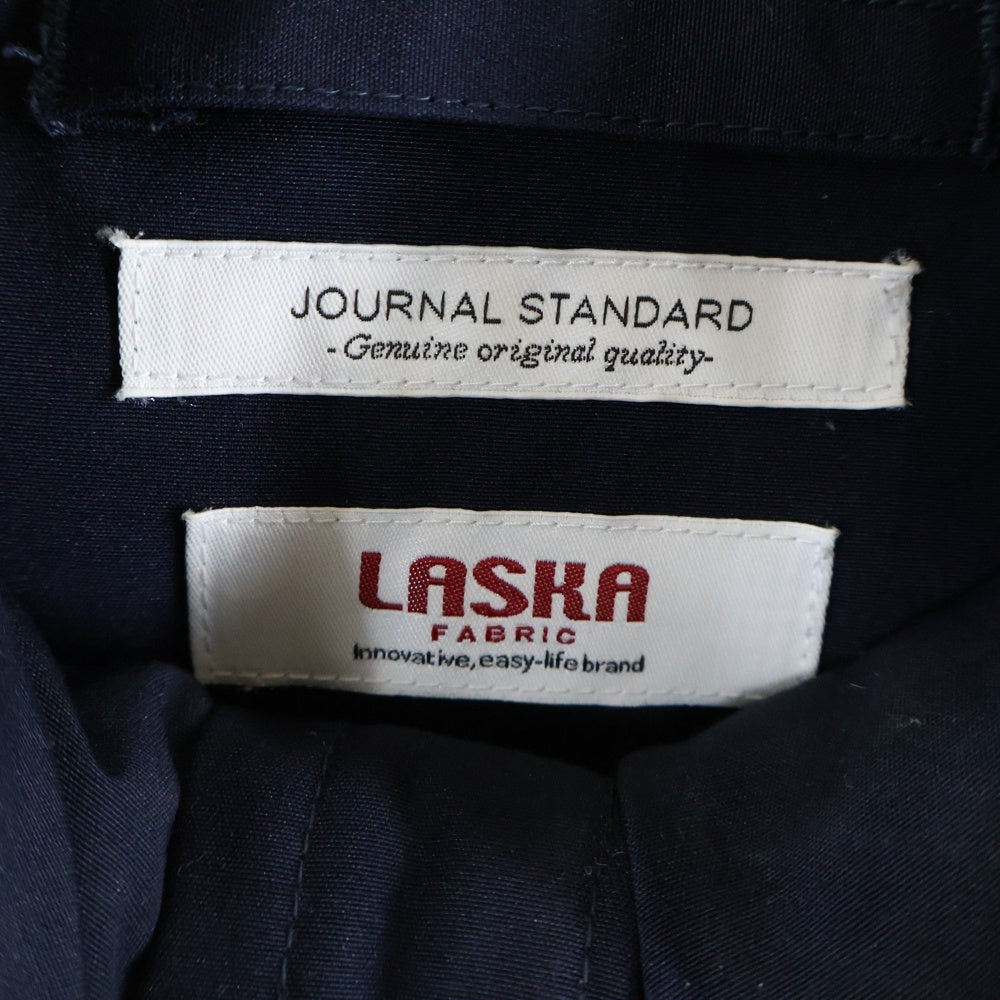 JOURNAL STANDARD
-Genuine original quality-
LASKA
FABRIC
Innovative, easy-life brand